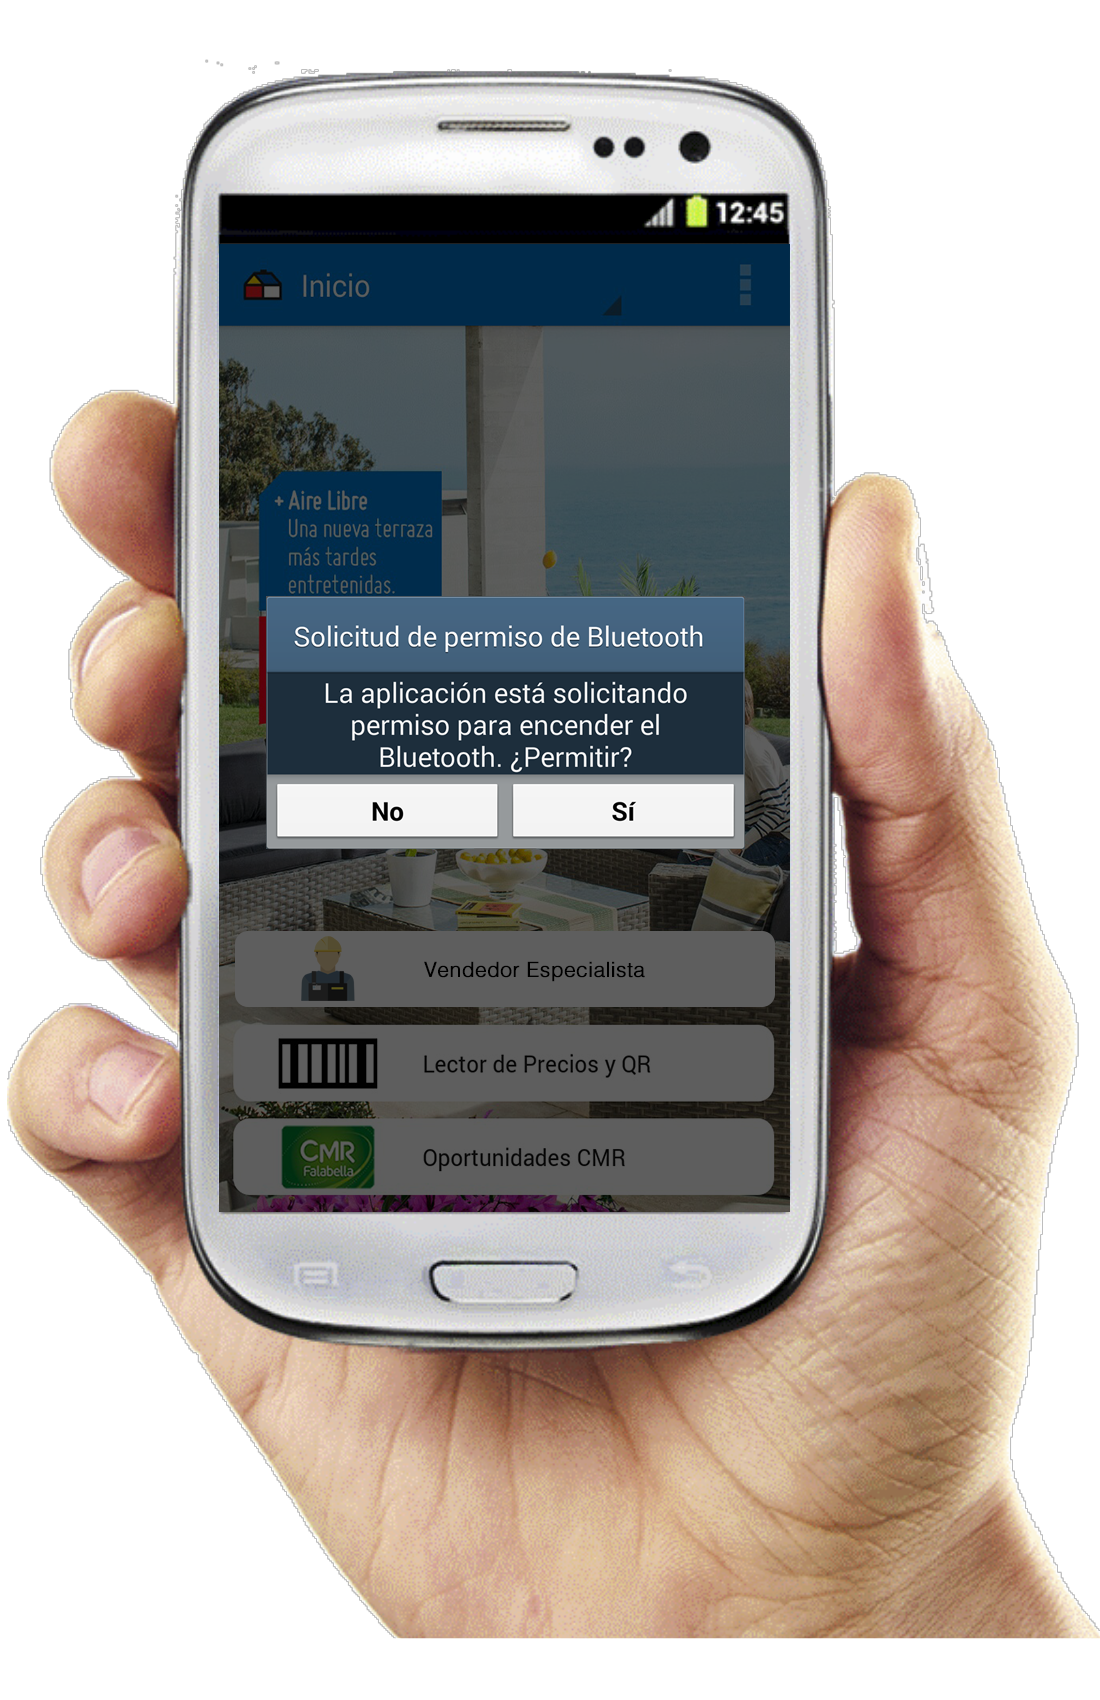 12:45
Inicio
+ Aire Libre
Una nueva terraza
más tardes
entretenidas.
Solicitud de permiso de Bluetooth
La aplicación está solicitando
permiso para encender el
Bluetooth. ¿Permitir?
No
Sí
Vendedor Especialista
Lector de Precios y QR
CMR
Falabella
Oportunidades CMR